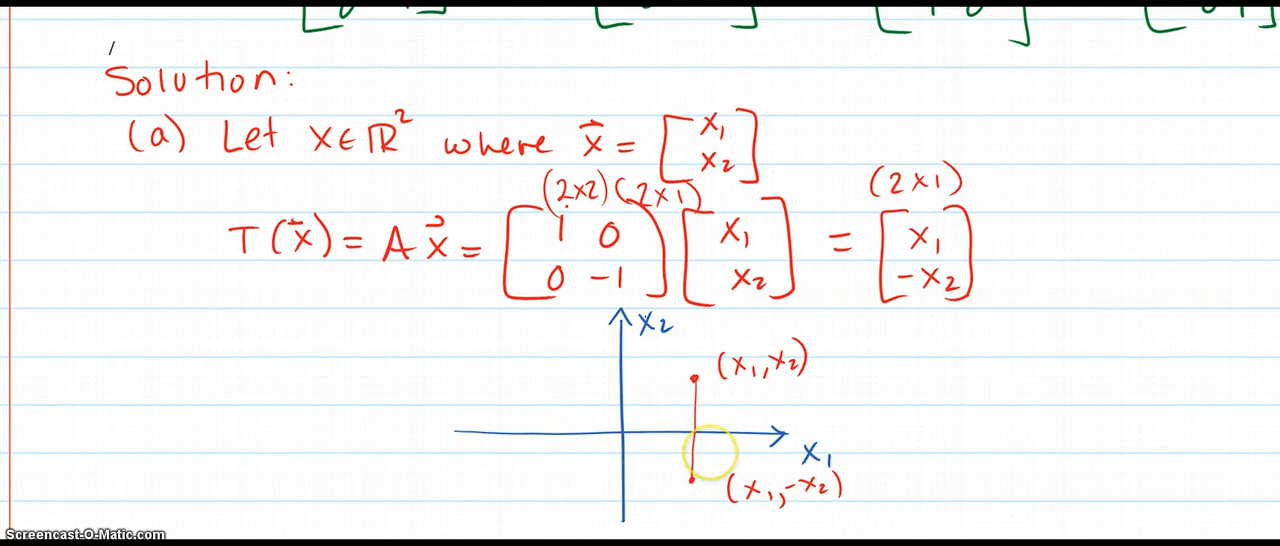 Solution:
(a) Let x ∈ ℝ² where x⃗ = [x₁ x₂]
(2×2)(2×1) (2×1)
T(x⃗) = A x⃗ = [1 0 0 -1] [x₁ x₂] = [x₁ -x₂]
x₂
(x₁, x₂)
x₁
(x₁, -x₂)
Screencast-O-Matic.com